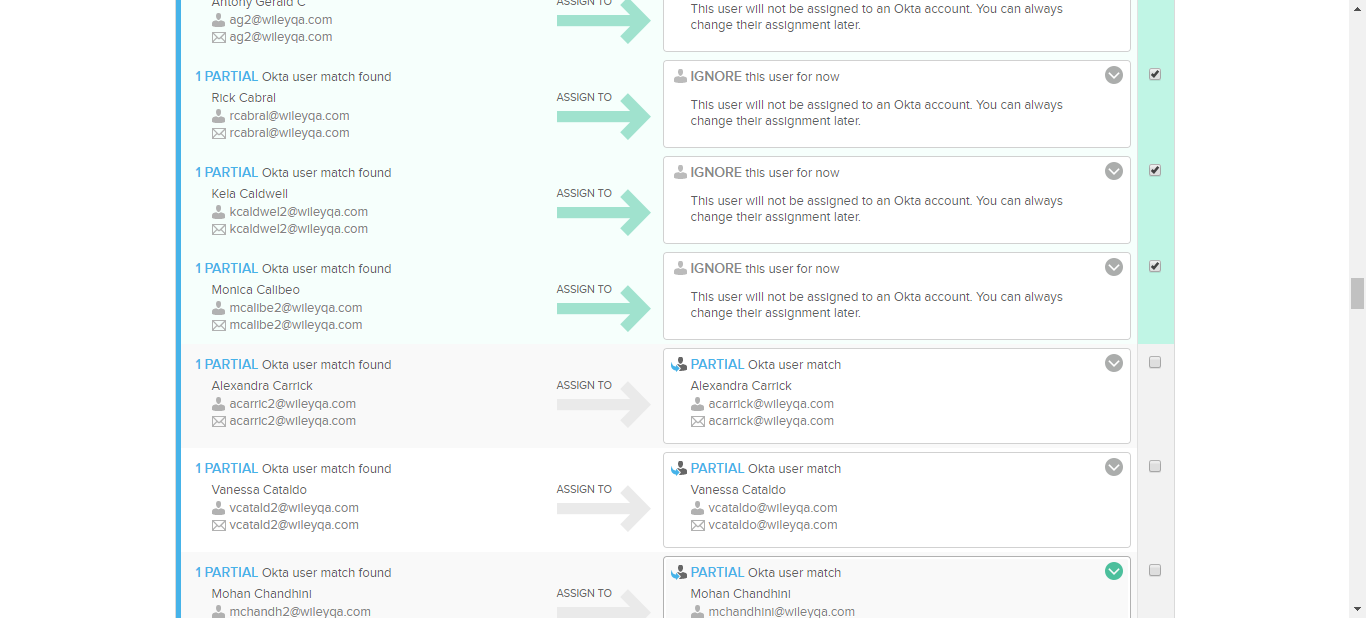 Antony Gerald C
ag2@wileyqa.com
ag2@wileyqa.com
ASSIGN TO
This user will not be assigned to an Okta account. You can always
change their assignment later.
1 PARTIAL Okta user match found
Rick Cabral
rcabral@wileyqa.com
rcabral@wileyqa.com
ASSIGN TO
IGNORE this user for now
This user will not be assigned to an Okta account. You can always
change their assignment later.
1 PARTIAL Okta user match found
Kela Caldwell
kcaldwel2@wileyqa.com
kcaldwel2@wileyqa.com
ASSIGN TO
IGNORE this user for now
This user will not be assigned to an Okta account. You can always
change their assignment later.
1 PARTIAL Okta user match found
Monica Calibeo
mcalibe2@wileyqa.com
mcalibe2@wileyqa.com
ASSIGN TO
IGNORE this user for now
This user will not be assigned to an Okta account. You can always
change their assignment later.
1 PARTIAL Okta user match found
Alexandra Carrick
acarric2@wileyqa.com
acarric2@wileyqa.com
ASSIGN TO
PARTIAL Okta user match
Alexandra Carrick
acarrick@wileyqa.com
acarrick@wileyqa.com
1 PARTIAL Okta user match found
Vanessa Cataldo
vcatald2@wileyqa.com
vcatald2@wileyqa.com
ASSIGN TO
PARTIAL Okta user match
Vanessa Cataldo
vcataldo@wileyqa.com
vcataldo@wileyqa.com
1 PARTIAL Okta user match found
Mohan Chandhini
mchandh2@wileyqa.com
ASSIGN TO
PARTIAL Okta user match
Mohan Chandhini
mchandhini@wileyqa.com